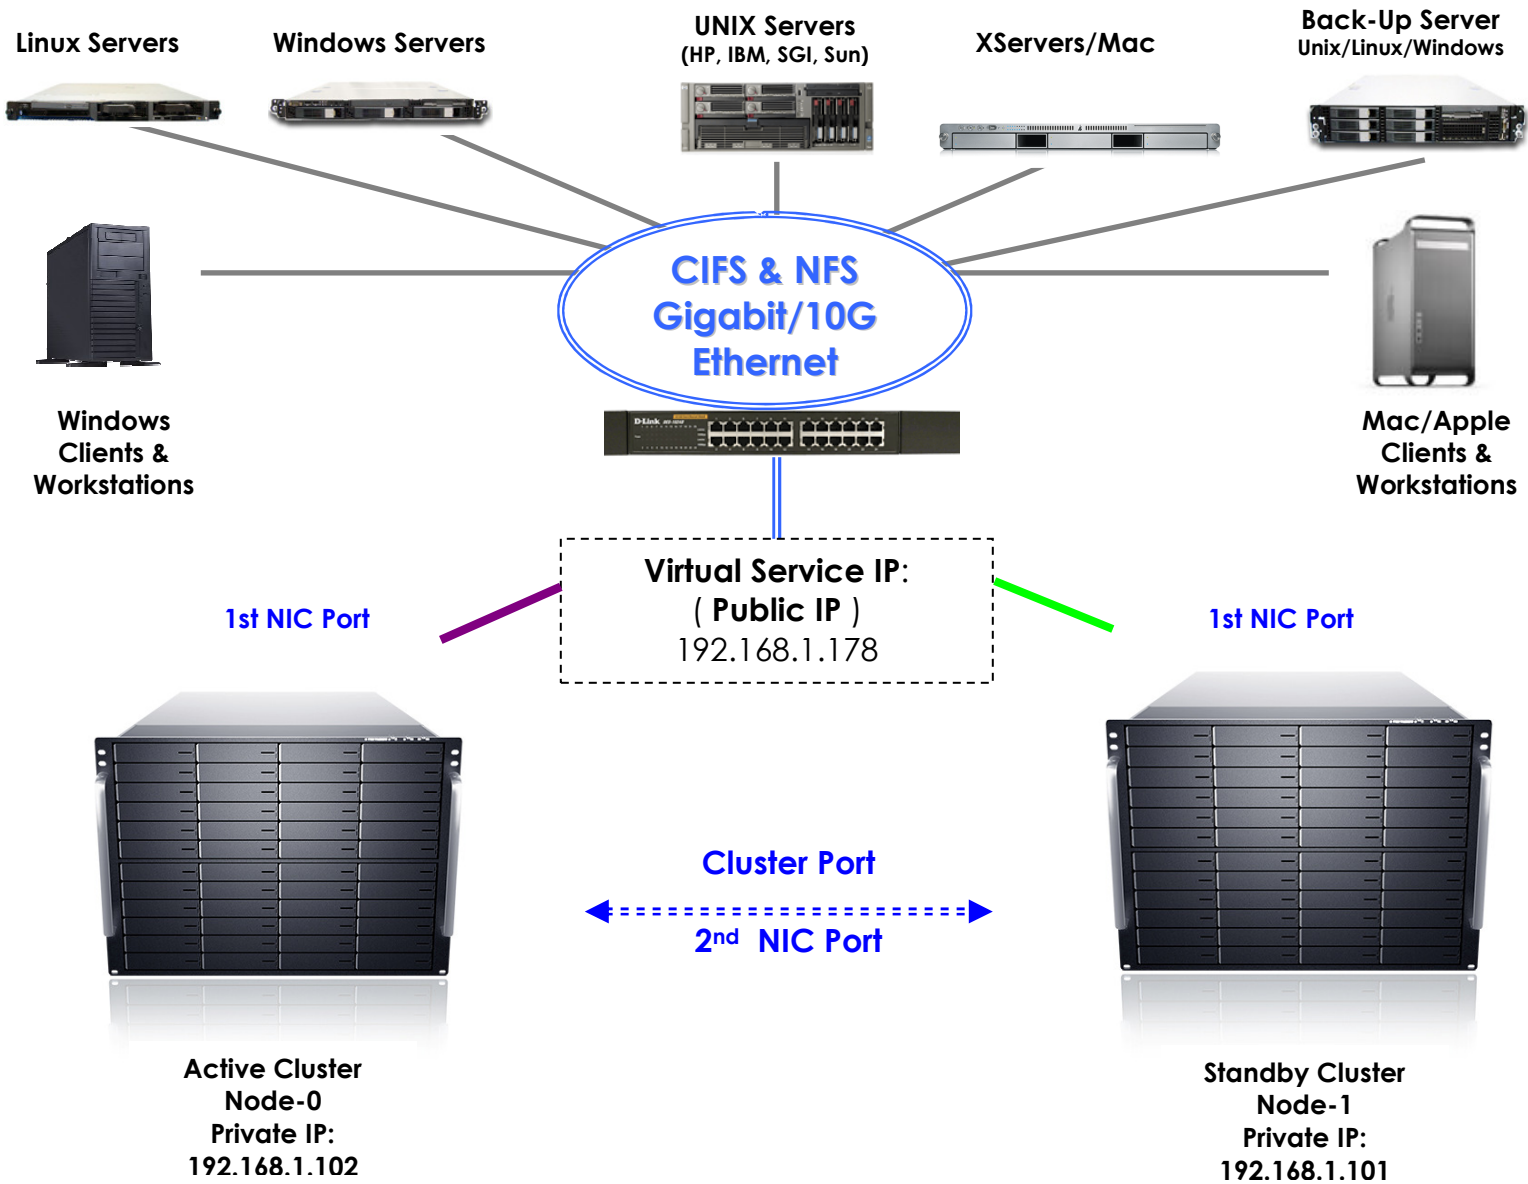 Linux Servers
Windows Servers
UNIX Servers
(HP, IBM, SGI, Sun)
XServers/Mac
Back-Up Server
Unix/Linux/Windows
CIFS & NFS
Gigabit/10G
Ethernet
D-Link
Windows
Clients &
Workstations
Mac/Apple
Clients &
Workstations
Virtual Service IP:
( Public IP )
192.168.1.178
1st NIC Port
1st NIC Port
Cluster Port
2nd NIC Port
Active Cluster
Node-0
Private IP:
192.168.1.102
Standby Cluster
Node-1
Private IP:
192.168.1.101